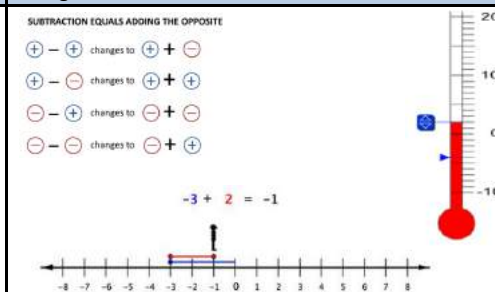 SUBTRACTION EQUALS ADDING THE OPPOSITE
+ − + changes to + + −
+ − − changes to + + +
− − + changes to − + −
− − − changes to − + +
-3 + 2 = -1
-8 -7 -6 -5 -4 -3 -2 -1 0 1 2 3 4 5 6 7 8
20
10
0
-10